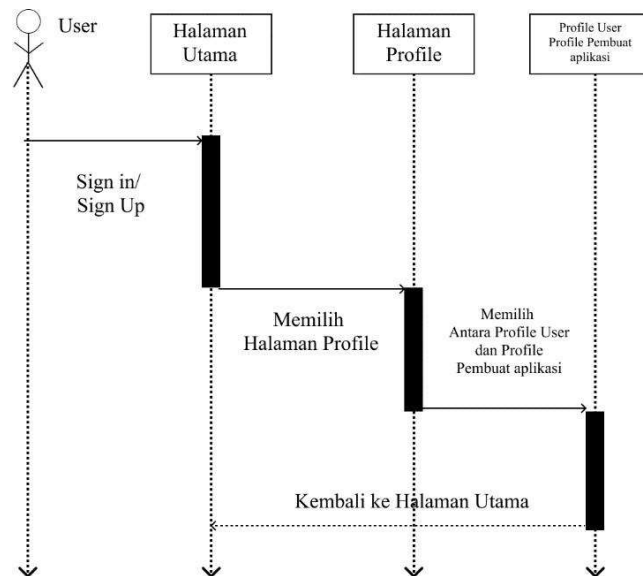 User
Halaman
Utama
Halaman
Profile
Profile User
Profile Pembuat
aplikasi
Sign in/
Sign Up
Memilih
Halaman Profile
Memilih
Antara Profile User
dan Profile
Pembuat aplikasi
Kembali ke Halaman Utama